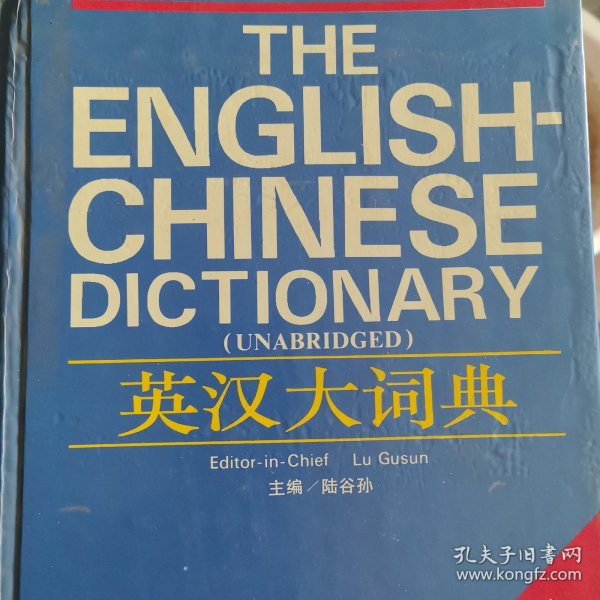 THE
ENGLISH-
CHINESE
DICTIONARY
(UNABRIDGED)
英汉大词典
Editor-in-Chief Lu Gusun
主编／陆谷孙
孔夫子旧书网
www.kongfz.com